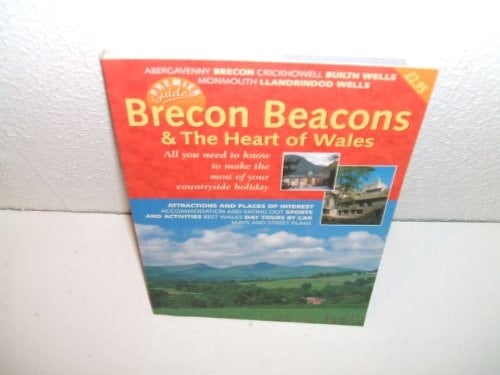 ABERGAVENNY BRECON CRICKHOWELL BUILTH WELLS
MONMOUTH LLANDRINDOD WELLS
£2.95
PREMIER
Guides
Brecon Beacons
& The Heart of Wales
All you need to know
to make the
most of your
countryside holiday
ATTRACTIONS AND PLACES OF INTEREST
ACCOMMODATION AND EATING OUT SPORTS
AND ACTIVITIES BEST WALKS DAY TOURS BY CAR
MAPS AND STREET PLANS